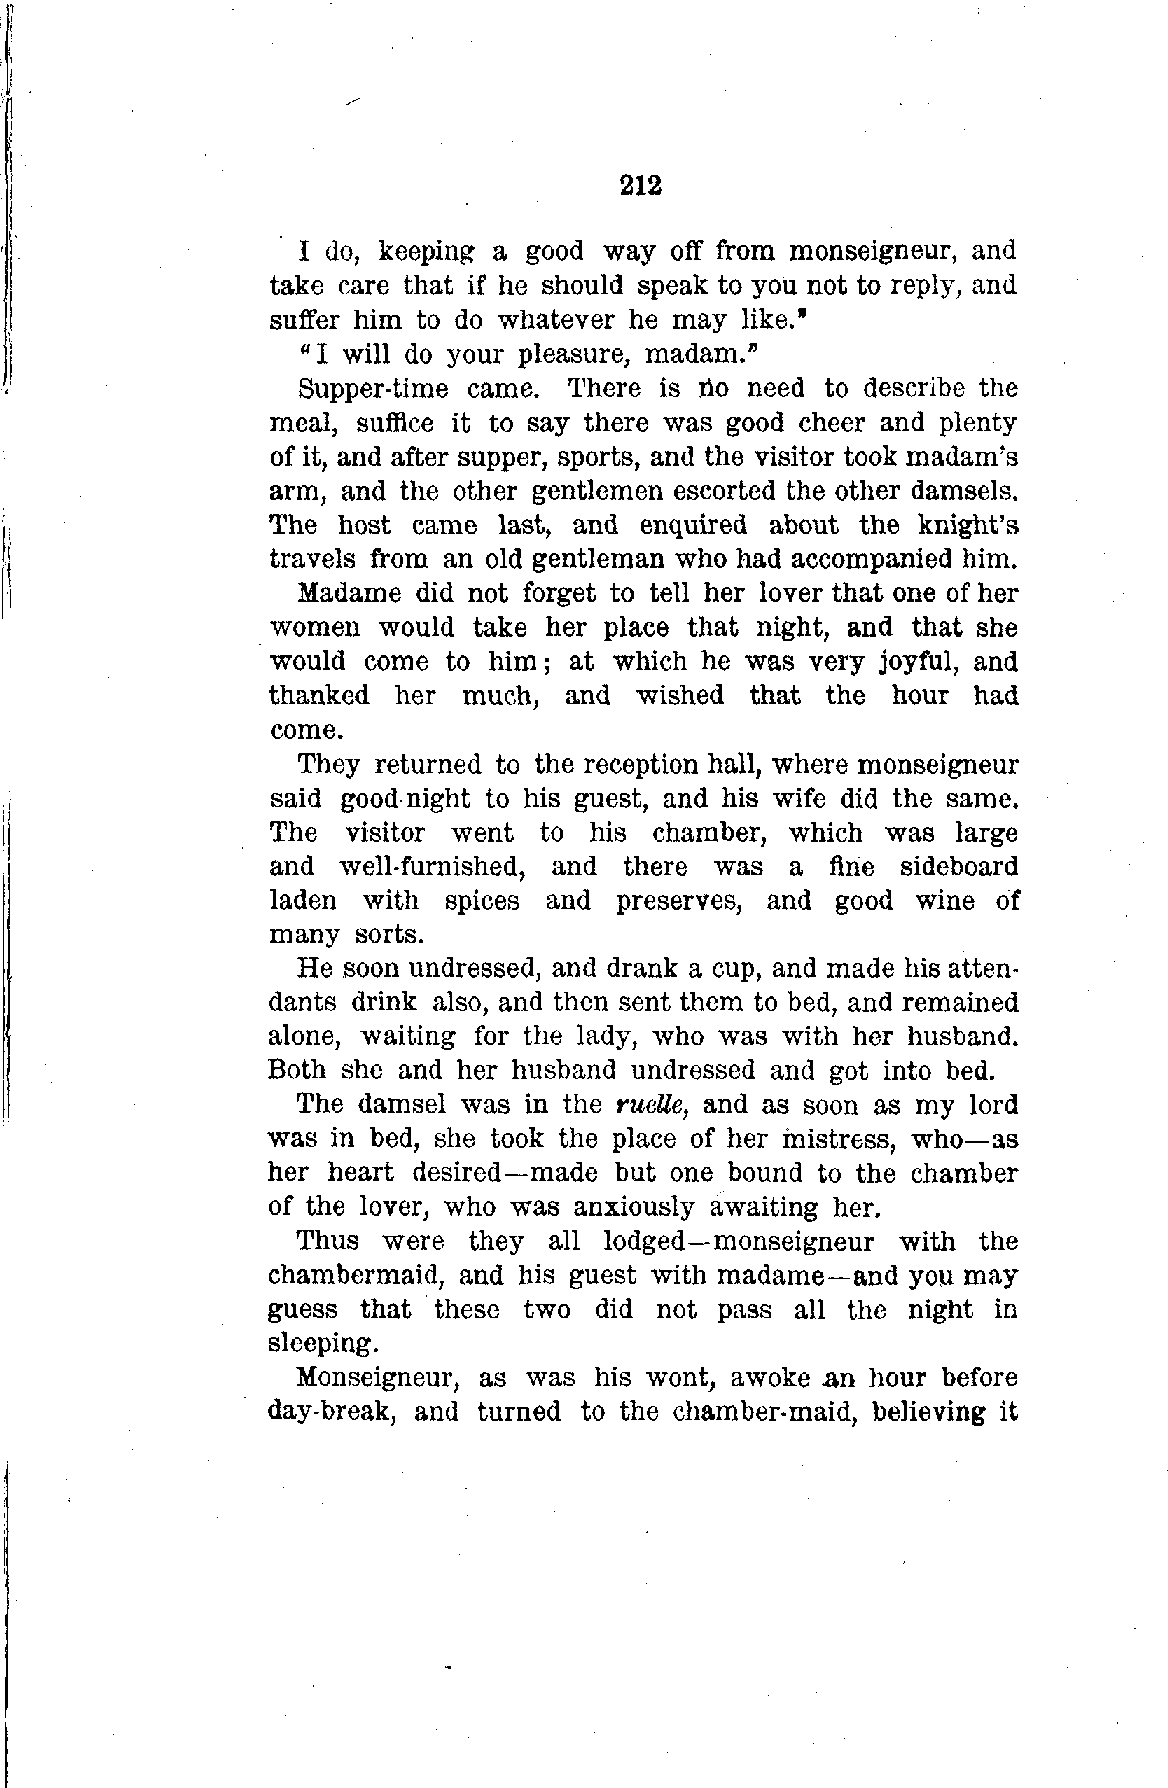 212
I do, keeping a good way off from monseigneur, and
take care that if he should speak to you not to reply, and
suffer him to do whatever he may like."
"I will do your pleasure, madam."
Supper-time came. There is no need to describe the
meal, suffice it to say there was good cheer and plenty
of it, and after supper, sports, and the visitor took madam's
arm, and the other gentlemen escorted the other damsels.
The host came last, and enquired about the knight's
travels from an old gentleman who had accompanied him.
Madame did not forget to tell her lover that one of her
women would take her place that night, and that she
would come to him; at which he was very joyful, and
thanked her much, and wished that the hour had
come.
They returned to the reception hall, where monseigneur
said good-night to his guest, and his wife did the same.
The visitor went to his chamber, which was large
and well-furnished, and there was a fine sideboard
laden with spices and preserves, and good wine of
many sorts.
He soon undressed, and drank a cup, and made his atten-
dants drink also, and then sent them to bed, and remained
alone, waiting for the lady, who was with her husband.
Both she and her husband undressed and got into bed.
The damsel was in the ruelle, and as soon as my lord
was in bed, she took the place of her mistress, who—as
her heart desired—made but one bound to the chamber
of the lover, who was anxiously awaiting her.
Thus were they all lodged—monseigneur with the
chambermaid, and his guest with madame—and you may
guess that these two did not pass all the night in
sleeping.
Monseigneur, as was his wont, awoke an hour before
day-break, and turned to the chamber-maid, believing it